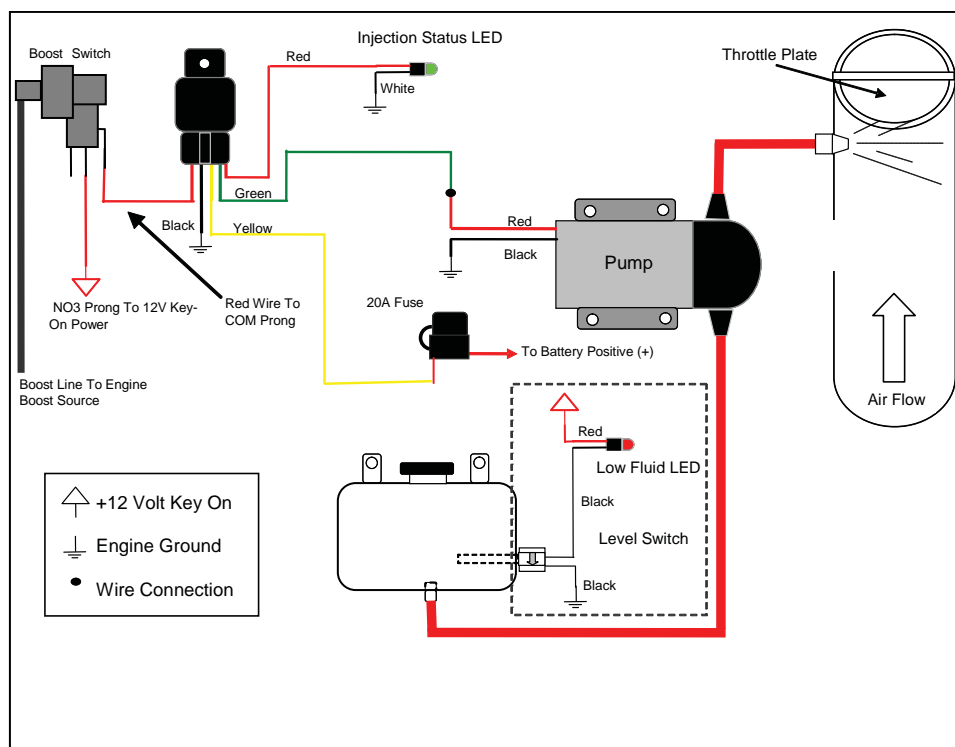 Boost Switch
Red
Injection Status LED
White
Throttle Plate
Green
Black
Yellow
Red
Black
Pump
NO3 Prong To 12V Key-
On Power
Red Wire To
COM Prong
20A Fuse
To Battery Positive (+)
Boost Line To Engine
Boost Source
Air Flow
Red
Low Fluid LED
Black
Level Switch
Black
+12 Volt Key On
Engine Ground
Wire Connection